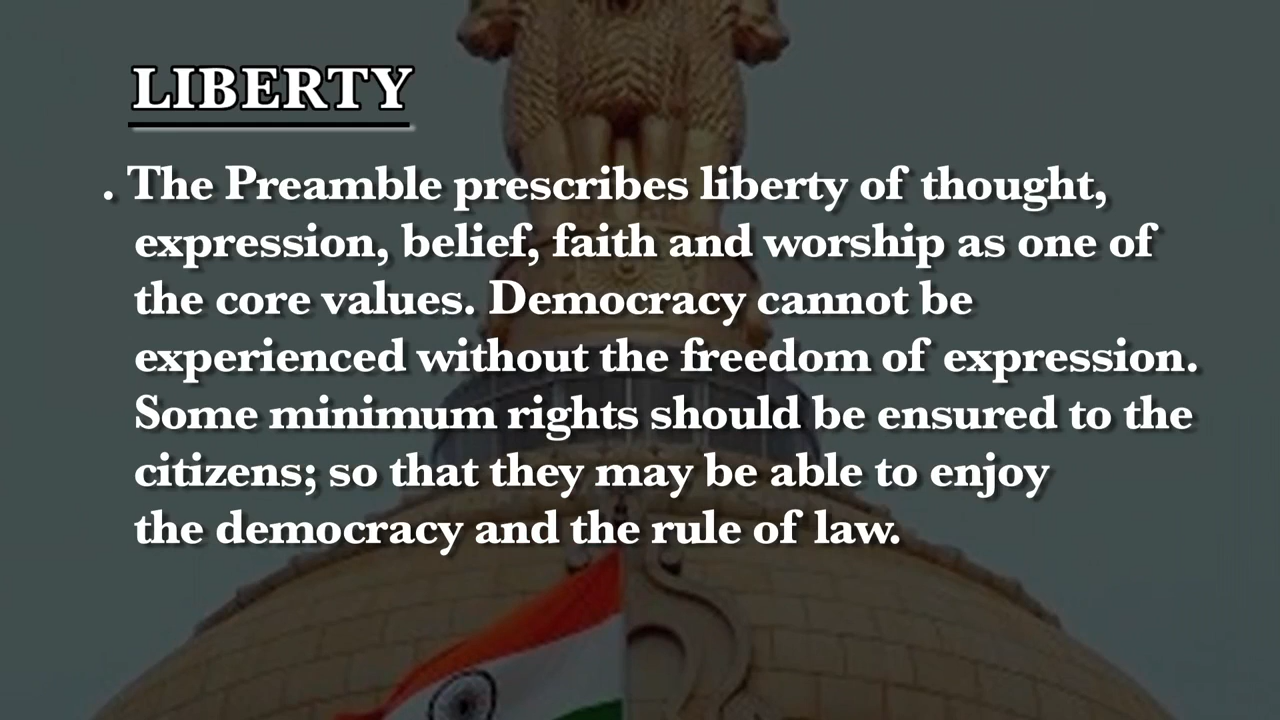 LIBERTY
. The Preamble prescribes liberty of thought,
expression, belief, faith and worship as one of
the core values. Democracy cannot be
experienced without the freedom of expression.
Some minimum rights should be ensured to the
citizens; so that they may be able to enjoy
the democracy and the rule of law.